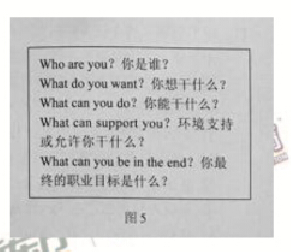 Who are you? 你是谁?
What do you want? 你想干什么?
What can you do? 你能干什么?
What can support you? 环境支持
或允许你干什么?
What can you be in the end? 你最
终的职业目标是什么?
图5